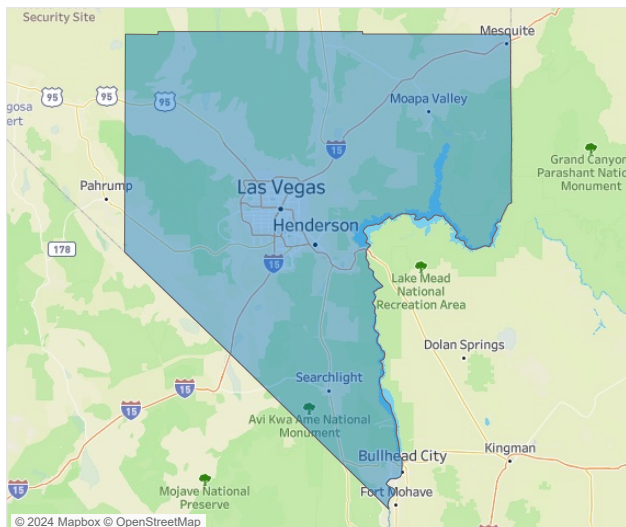 Security Site
Mesquite
95
95
Moapa Valley
gosa
ert
15
Grand Canyon
Parashant Nation
Monument
Pahrump
Las Vegas
Henderson
178
15
Lake Mead
National
Recreation Area
Dolan Springs
15
Searchlight
15
Avi Kwa Ame National
Monument
Bullhead City
Kingman
15
Mojave National
Preserve
Fort Mohave
© 2024 Mapbox © OpenStreetMap